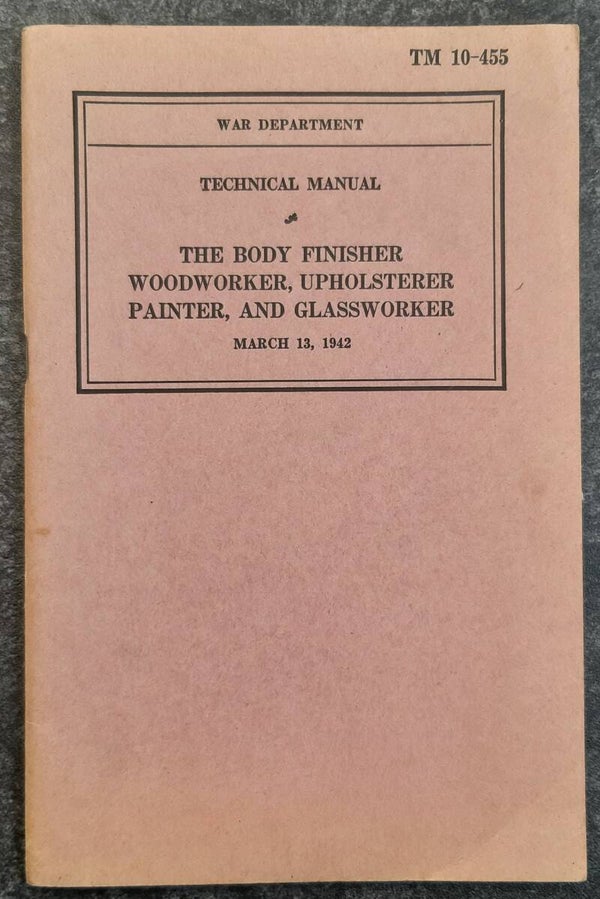 TM 10-455
WAR DEPARTMENT
TECHNICAL MANUAL
THE BODY FINISHER
WOODWORKER, UPHOLSTERER
PAINTER, AND GLASSWORKER
MARCH 13, 1942